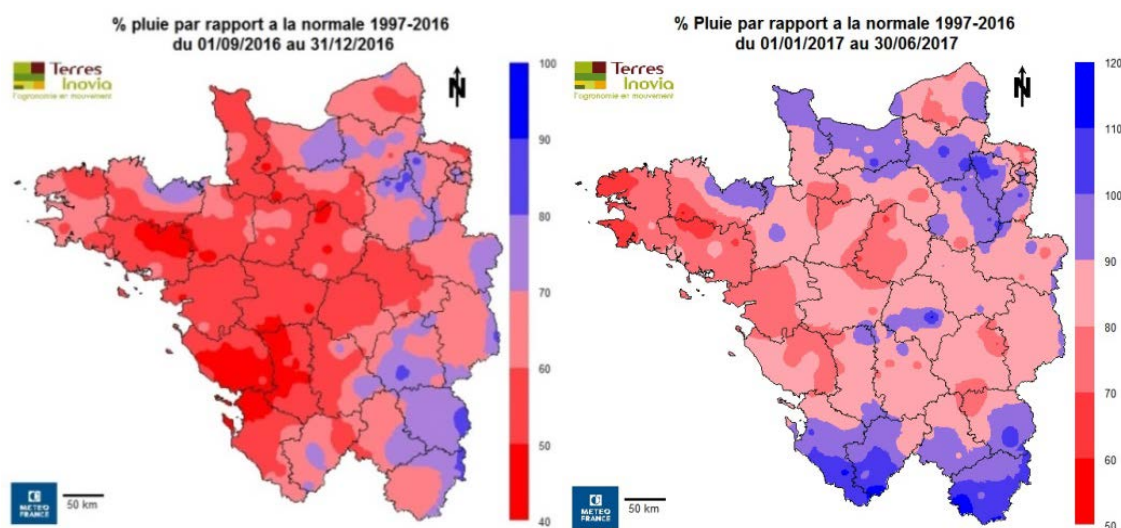 % pluie par rapport a la normale 1997-2016
du 01/09/2016 au 31/12/2016
Terres
Inovia
l'agronomie en mouvement
N
100
90
80
70
60
50
40
METEO
FRANCE
50 km
% Pluie par rapport a la normale 1997-2016
du 01/01/2017 au 30/06/2017
Terres
Inovia
l'agronomie en mouvement
N
120
110
100
90
80
70
60
50
METEO
FRANCE
50 km